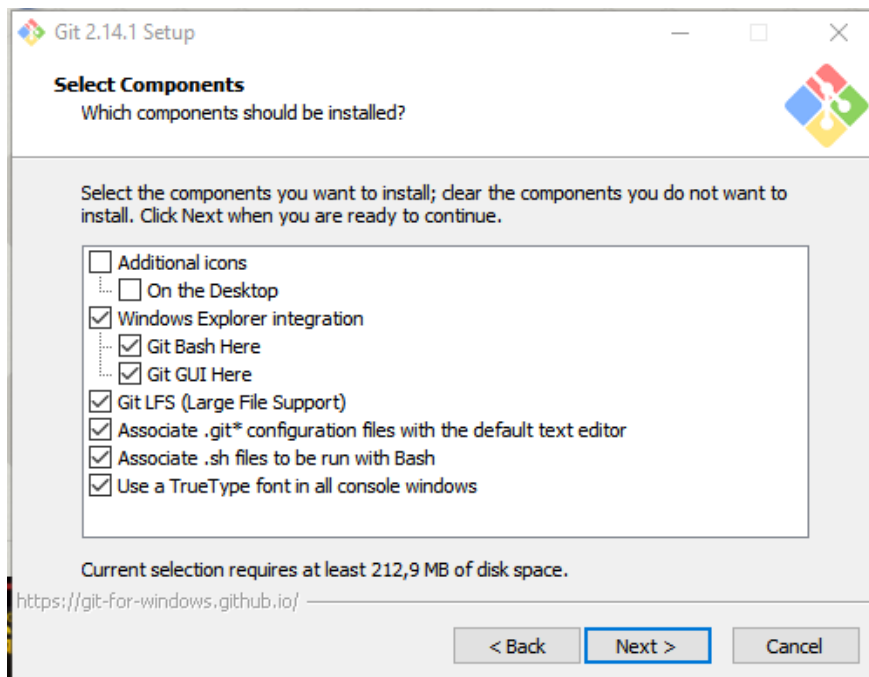 Git 2.14.1 Setup
Select Components
Which components should be installed?
Select the components you want to install; clear the components you do not want to
install. Click Next when you are ready to continue.
Additional icons
On the Desktop
Windows Explorer integration
Git Bash Here
Git GUI Here
Git LFS (Large File Support)
Associate .git* configuration files with the default text editor
Associate .sh files to be run with Bash
Use a TrueType font in all console windows
Current selection requires at least 212,9 MB of disk space.
https://git-for-windows.github.io/
< Back Next > Cancel